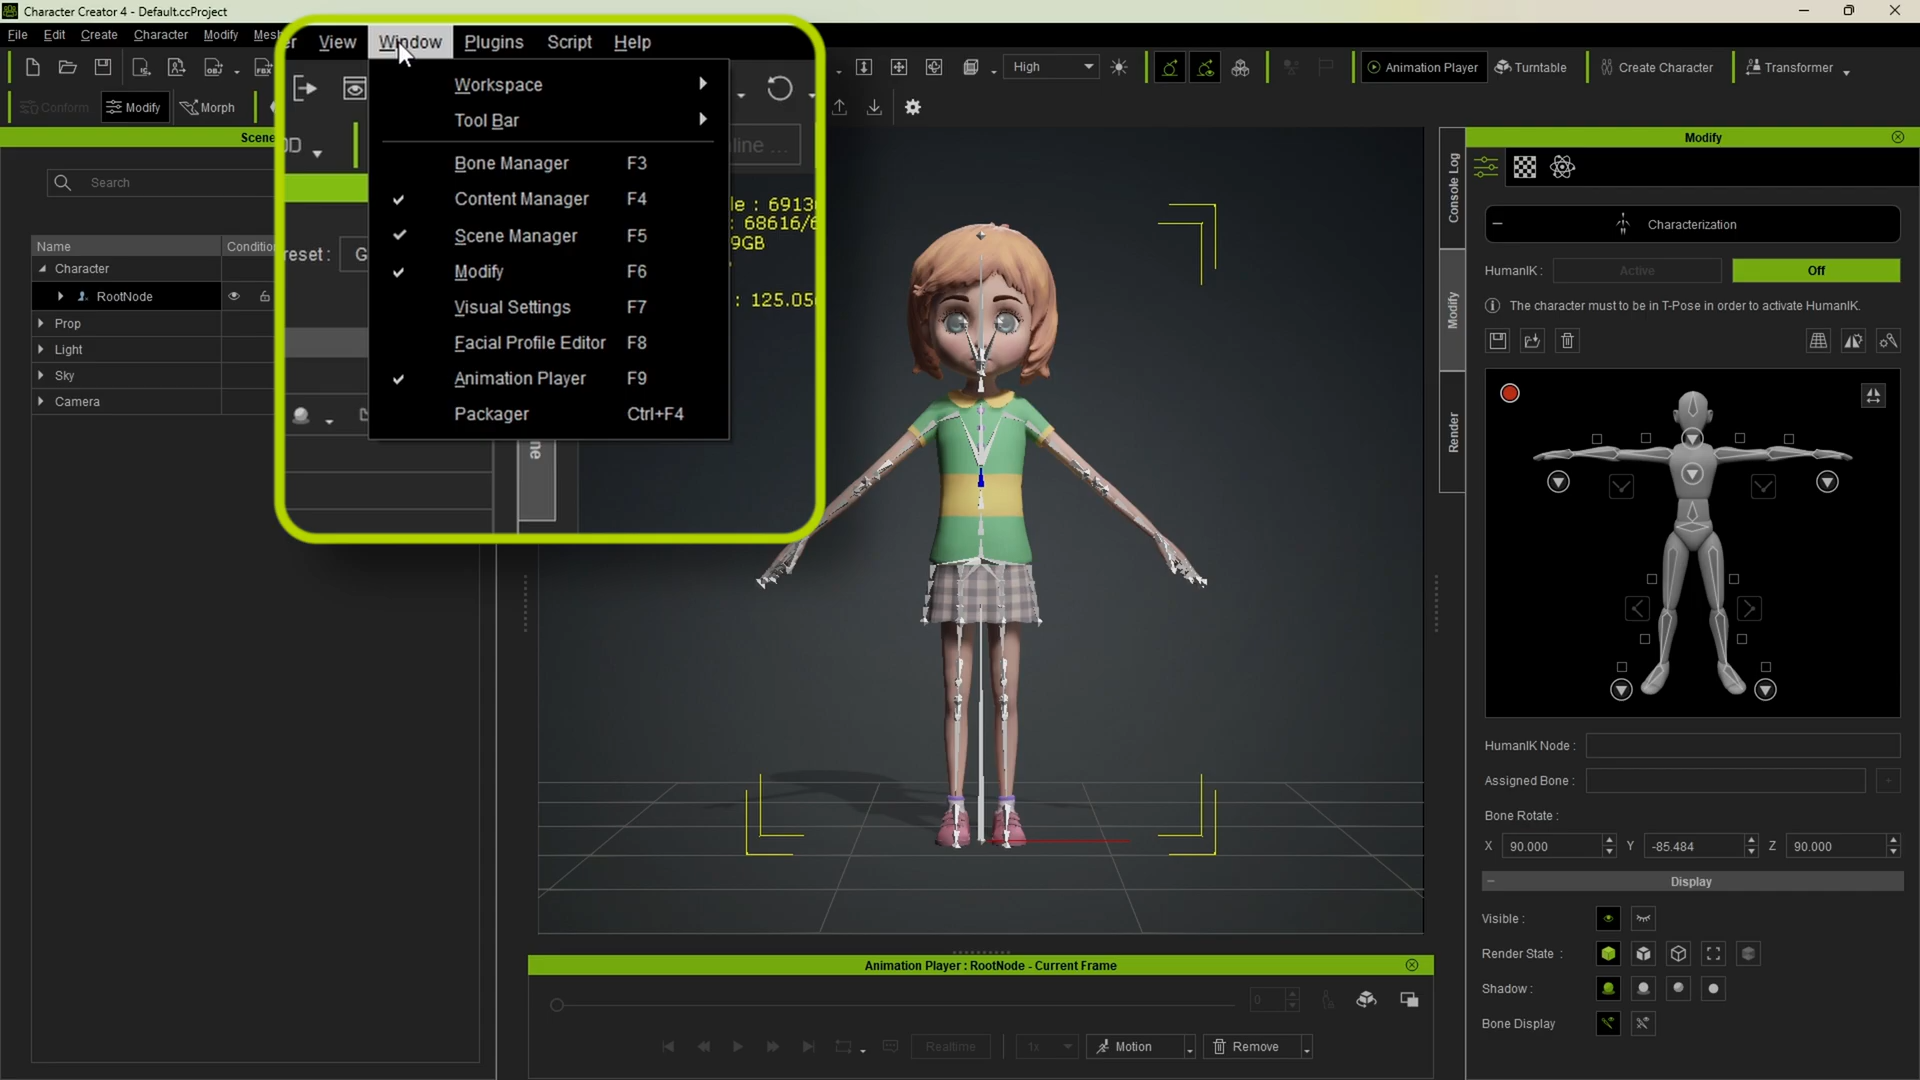 Character Creator 4 - Default.ccProject
File Edit Create Character Modify
View Window Plugins Script Help
Workspace
Tool Bar
Bone Manager F3
Content Manager F4
Scene Manager F5
Modify F6
Visual Settings F7
Facial Profile Editor F8
Animation Player F9
Packager Ctrl+F4
High
Animation Player
Turntable
Create Character
Transformer
Conform
Modify
Morph
Scene
Search
Name
Character
RootNode
Prop
Light
Sky
Camera
Console Log
Modify
Render
Modify
Characterization
HumanIK :
Active
Off
The character must to be in T-Pose in order to activate HumanIK.
HumanIK Node :
Assigned Bone :
Bone Rotate :
X 90.000 Y -85.484 Z 90.000
Display
Visible :
Render State :
Shadow :
Bone Display
Animation Player : RootNode - Current Frame
0
Realtime
1x
Motion
Remove